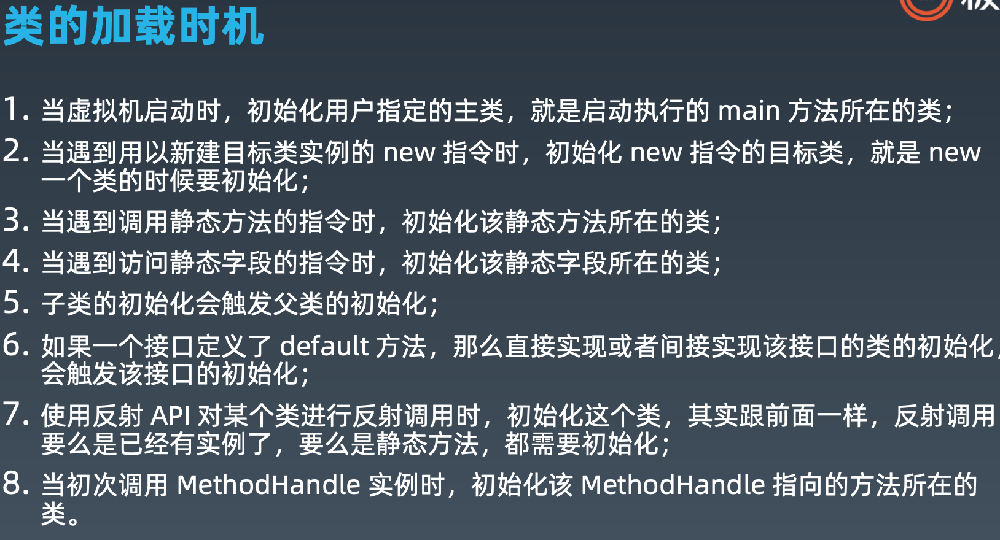 类的加载时机
1. 当虚拟机启动时，初始化用户指定的主类，就是启动执行的 main 方法所在的类；
2. 当遇到用以新建目标类实例的 new 指令时，初始化 new 指令的目标类，就是 new
一个类的时候要初始化；
3. 当遇到调用静态方法的指令时，初始化该静态方法所在的类；
4. 当遇到访问静态字段的指令时，初始化该静态字段所在的类；
5. 子类的初始化会触发父类的初始化；
6. 如果一个接口定义了 default 方法，那么直接实现或者间接实现该接口的类的初始化，
会触发该接口的初始化；
7. 使用反射 API 对某个类进行反射调用时，初始化这个类，其实跟前面一样，反射调用
要么是已经有实例了，要么是静态方法，都需要初始化；
8. 当初次调用 MethodHandle 实例时，初始化该 MethodHandle 指向的方法所在的
类。